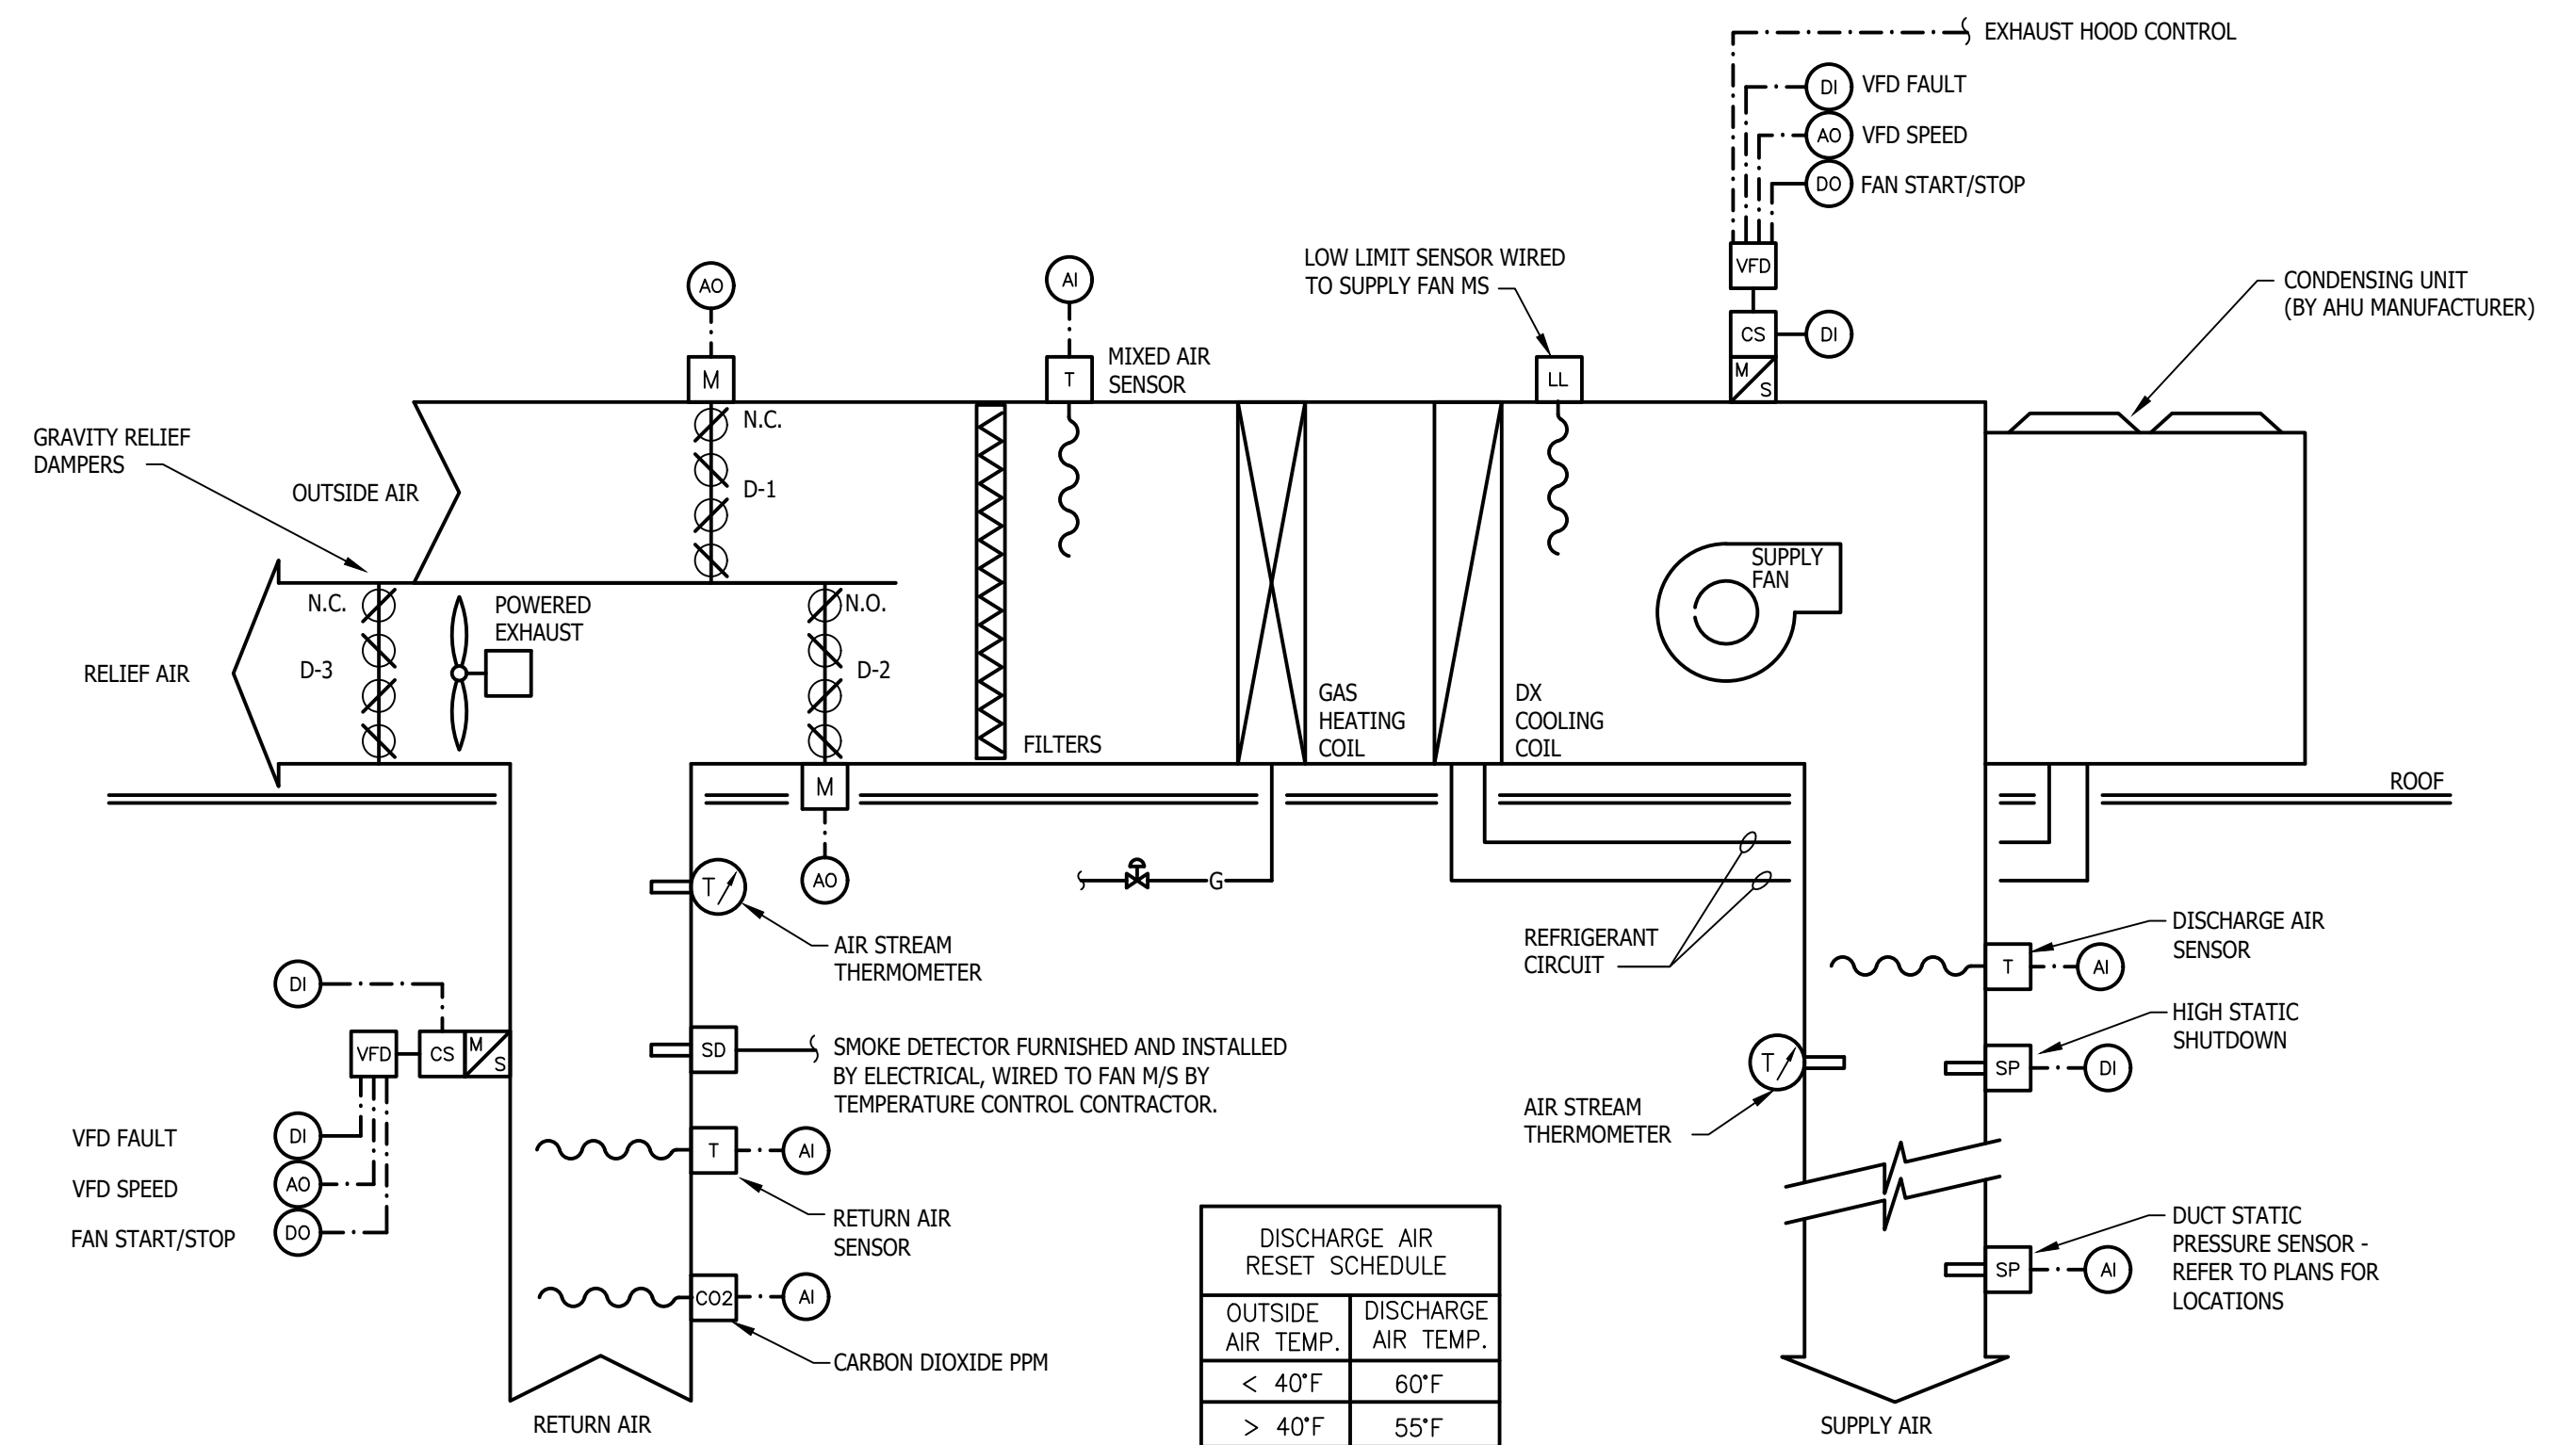 EXHAUST HOOD CONTROL
DI VFD FAULT
AO VFD SPEED
DO FAN START/STOP
LOW LIMIT SENSOR WIRED
TO SUPPLY FAN MS
VFD
CONDENSING UNIT
(BY AHU MANUFACTURER)
AO
AI
CS
DI
M
T
MIXED AIR
SENSOR
LL
M
S
GRAVITY RELIEF
DAMPERS
OUTSIDE AIR
N.C.
D-1
SUPPLY
FAN
N.C.
POWERED
EXHAUST
N.O.
D-3
D-2
RELIEF AIR
FILTERS
GAS
HEATING
COIL
DX
COOLING
COIL
ROOF
M
AO
T
G
AIR STREAM
THERMOMETER
REFRIGERANT
CIRCUIT
DISCHARGE AIR
SENSOR
T
AI
HIGH STATIC
SHUTDOWN
SP
DI
T
AIR STREAM
THERMOMETER
DI
VFD
CS
M
S
SD
SMOKE DETECTOR FURNISHED AND INSTALLED
BY ELECTRICAL, WIRED TO FAN M/S BY
TEMPERATURE CONTROL CONTRACTOR.
VFD FAULT DI
VFD SPEED AO
FAN START/STOP DO
T
AI
RETURN AIR
SENSOR
CO2
AI
CARBON DIOXIDE PPM
RETURN AIR
DISCHARGE AIR
RESET SCHEDULE
OUTSIDE
AIR TEMP.
DISCHARGE
AIR TEMP.
< 40°F 60°F
> 40°F 55°F
DUCT STATIC
PRESSURE SENSOR -
REFER TO PLANS FOR
LOCATIONS
SP
AI
SUPPLY AIR